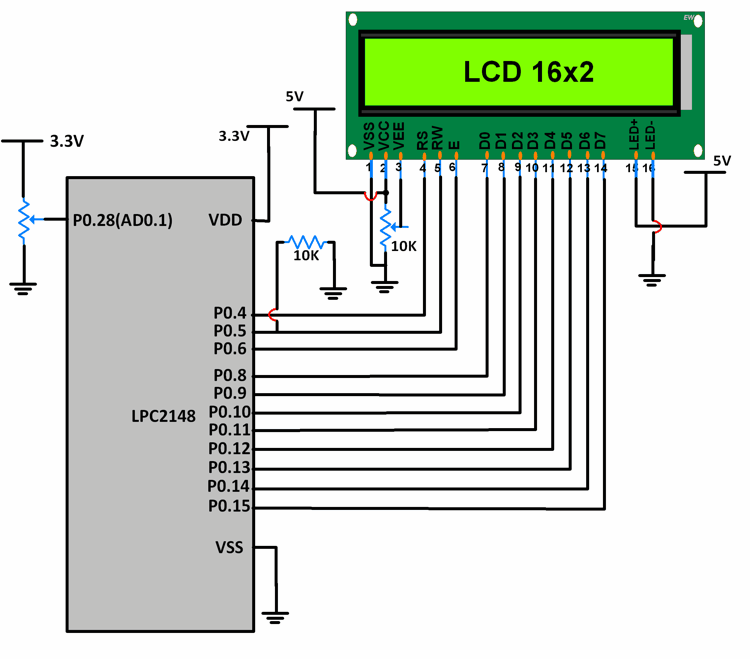 EW
LCD 16x2
5V
VSS VCC VEE RS RW E D0 D1 D2 D3 D4 D5 D6 D7 LED+ LED-
1 2 3 4 5 6 7 8 9 10 11 12 13 14 15 16
3.3V
3.3V
5V
P0.28(AD0.1)
VDD
10K
10K
P0.4
P0.5
P0.6
P0.8
P0.9
P0.10
LPC2148
P0.11
P0.12
P0.13
P0.14
P0.15
VSS